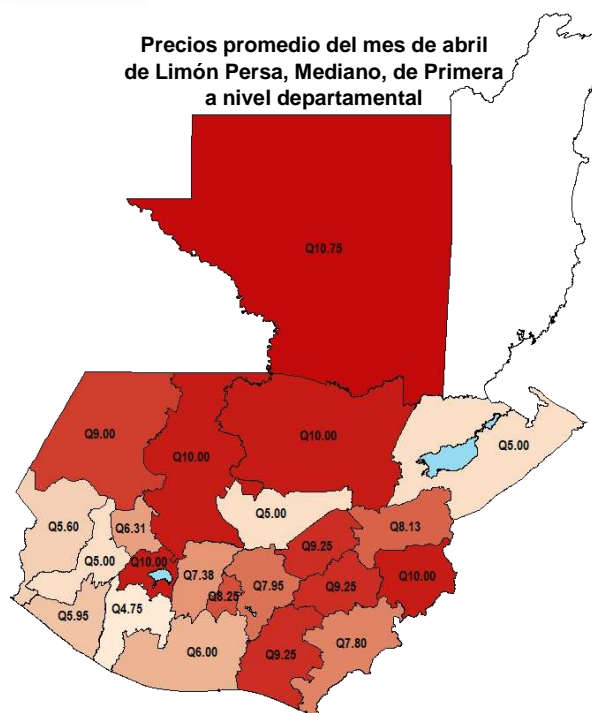 Precios promedio del mes de abril
de Limón Persa, Mediano, de Primera
a nivel departamental
Q10.75
Q9.00
Q10.00
Q10.00
Q5.00
Q5.00
Q5.60
Q6.31
Q8.13
Q9.25
Q5.00
Q10.00
Q7.38
Q7.95
Q9.25
Q10.00
Q8.25
Q5.95
Q4.75
Q7.80
Q6.00
Q9.25